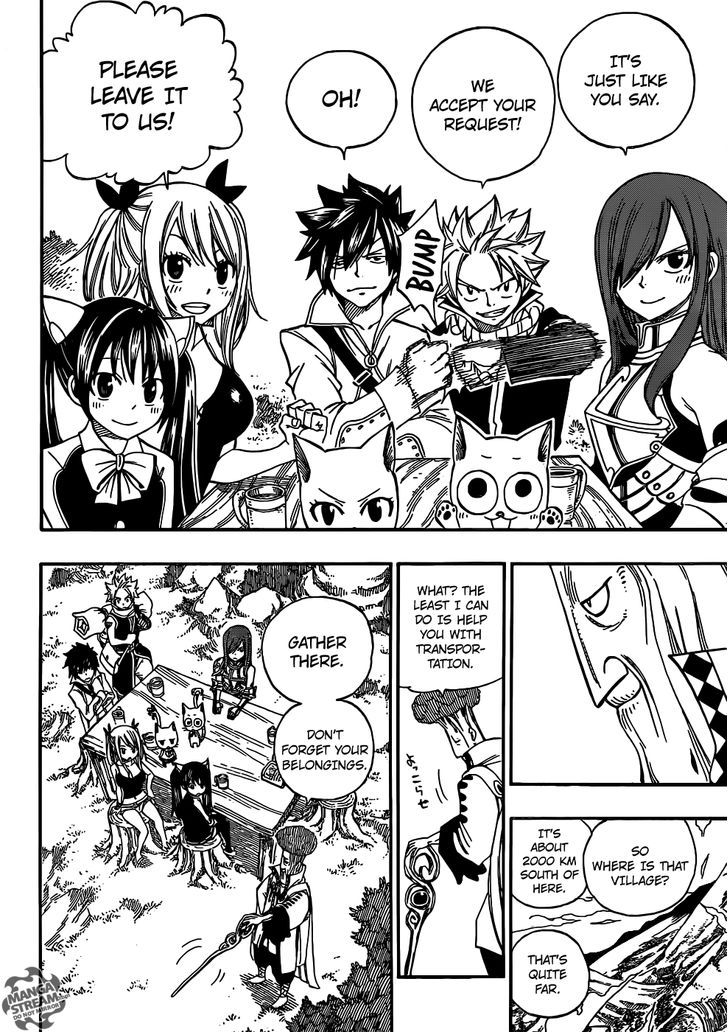 IT'S
JUST LIKE
YOU SAY.
WE
ACCEPT YOUR
REQUEST!
OH!
PLEASE
LEAVE IT
TO US!
BUMP
SO
WHERE IS THAT
VILLAGE?
IT'S
ABOUT
2000 KM
SOUTH OF
HERE.
THAT'S
QUITE
FAR.
WHAT? THE
LEAST I CAN
DO IS HELP
YOU WITH
TRANSPOR-
TATION.
GATHER
THERE.
DON'T
FORGET YOUR
BELONGINGS.
MANGA
STREAM